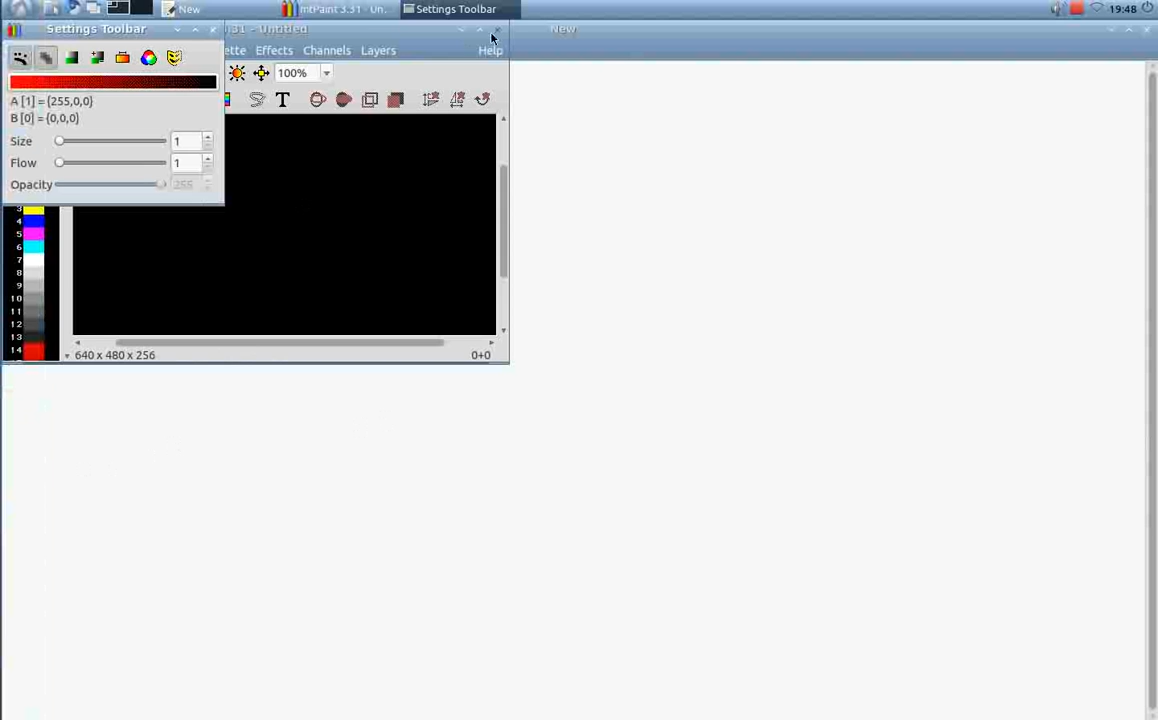 New
mtPaint 3.31 - Un...
Settings Toolbar
19:48
Settings Toolbar
.31 - Untitled
New
ette
Effects
Channels
Layers
Help
100%
T
A [1] = {255,0,0}
B [0] = {0,0,0}
Size
1
Flow
1
Opacity
255
3
4
5
6
7
8
9
10
11
12
13
14
640 x 480 x 256
0+0